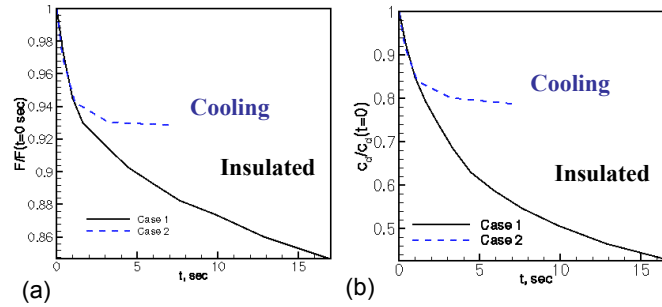 1
0.98
0.96
0.94
0.92
0.9
0.88
0.86
F/F(t=0 sec)
Cooling
Insulated
Case 1
Case 2
0
5
10
15
t, sec
(a)
1
0.9
0.8
0.7
0.6
0.5
c_d/c_d(t=0)
Cooling
Insulated
Case 1
Case 2
0
5
10
15
t, sec
(b)